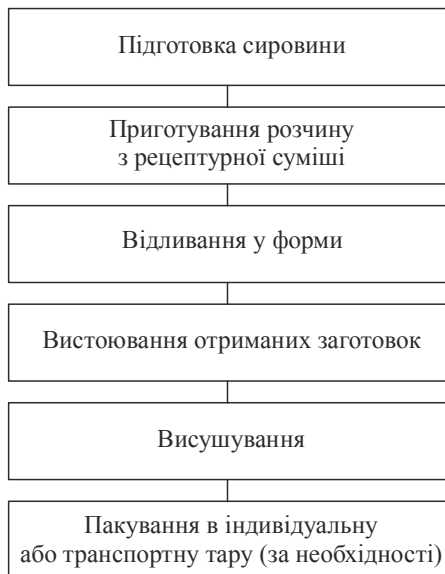 Підготовка сировини
Приготування розчину
з рецептурної суміші
Відливання у форми
Вистоювання отриманих заготовок
Висушування
Пакування в індивідуальну
або транспортну тару (за необхідності)